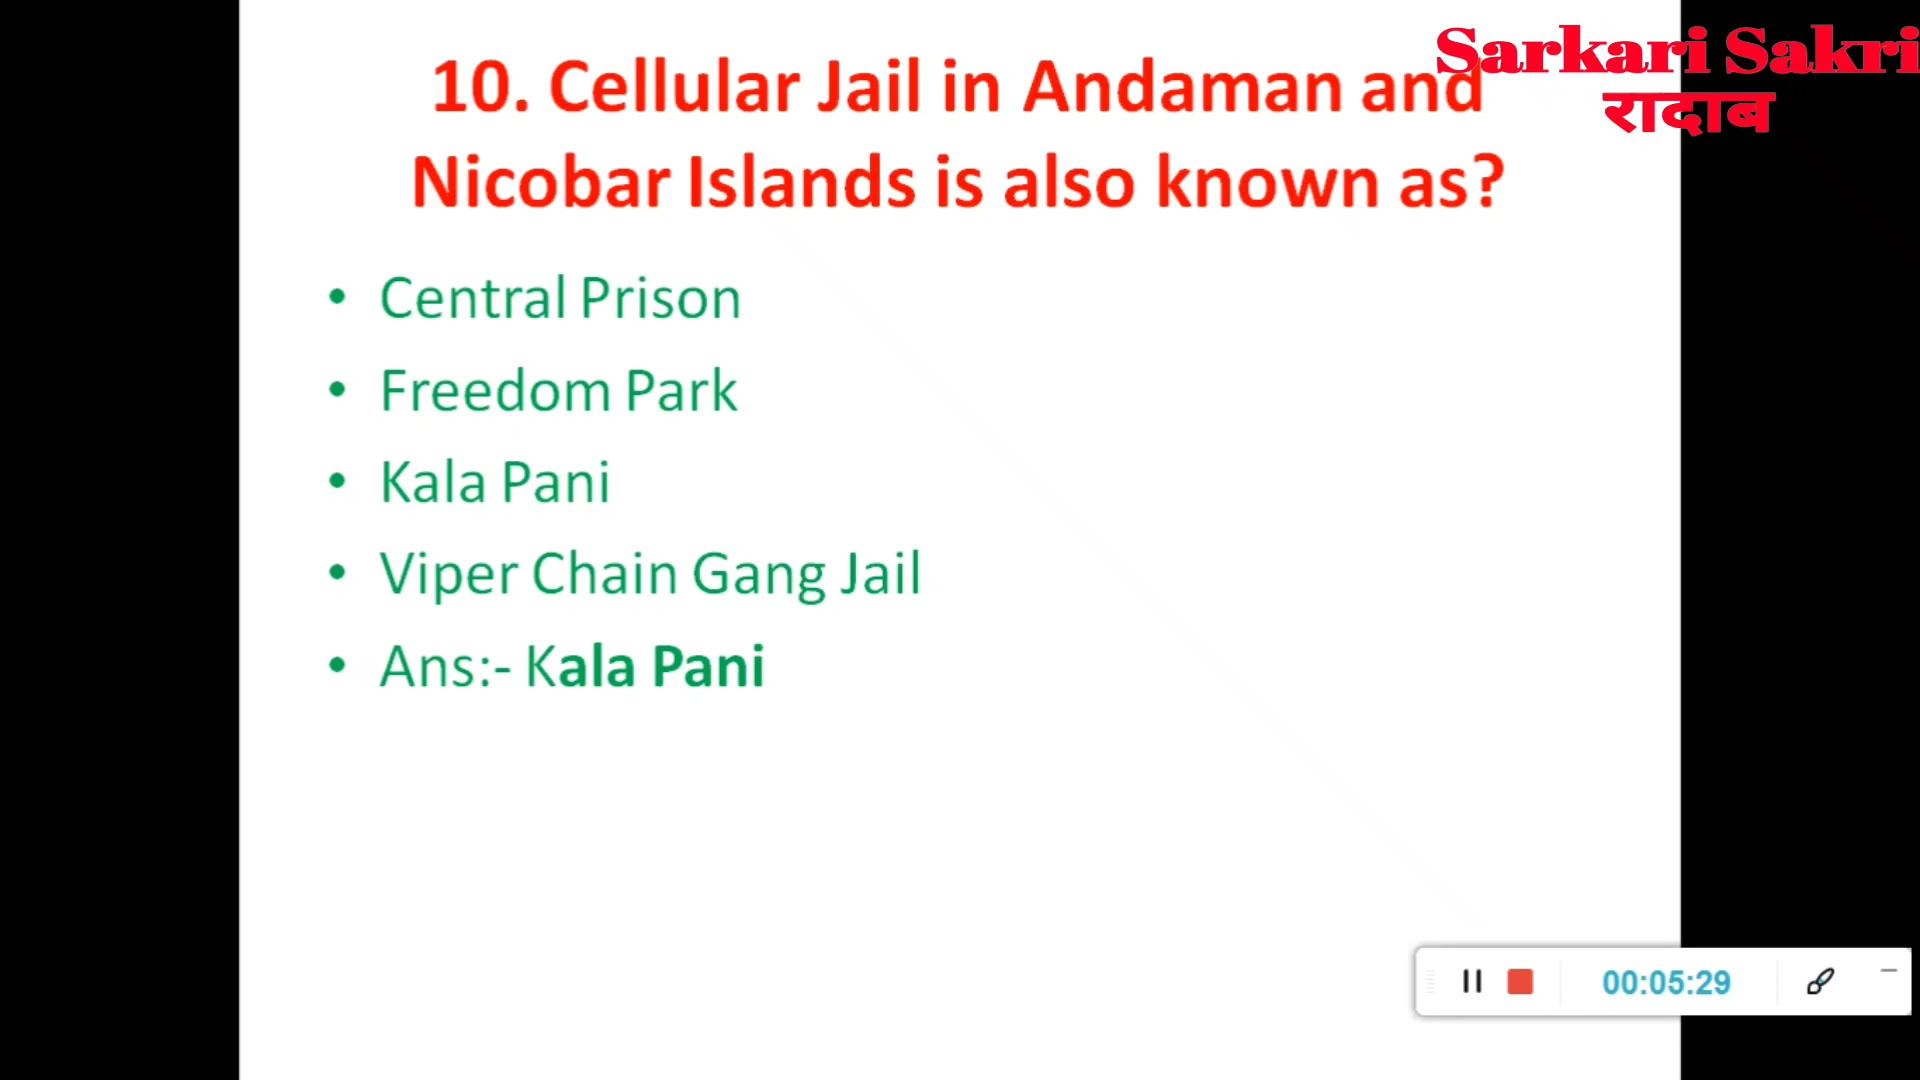 Sarkari Sakri
रादाब
10. Cellular Jail in Andaman and
Nicobar Islands is also known as?
• Central Prison
• Freedom Park
• Kala Pani
• Viper Chain Gang Jail
• Ans:- Kala Pani
00:05:29